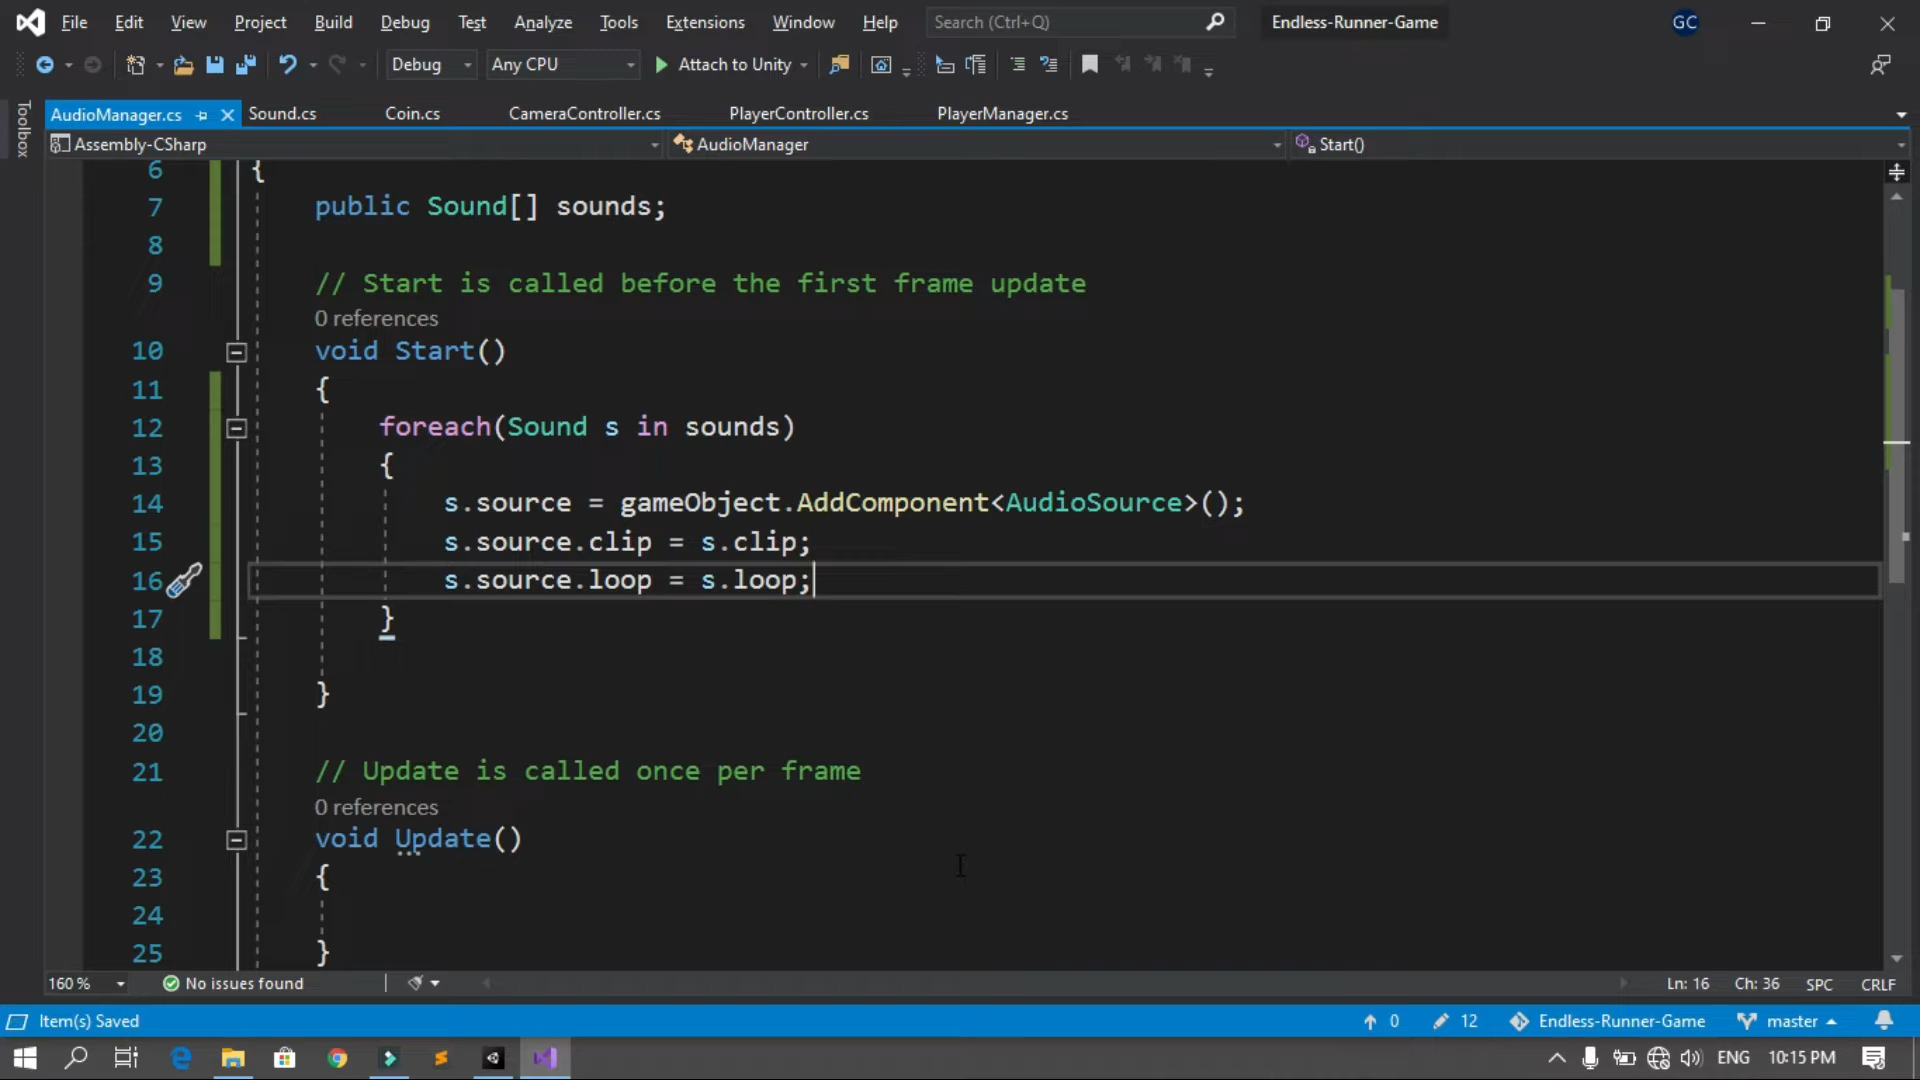 File Edit View Project Build Debug Test Analyze Tools Extensions Window Help Search (Ctrl+Q) Endless-Runner-Game GC
Debug Any CPU Attach to Unity
Toolbox
AudioManager.cs Sound.cs Coin.cs CameraController.cs PlayerController.cs PlayerManager.cs
Assembly-CSharp AudioManager Start()
6 {
7 public Sound[] sounds;
8
9 // Start is called before the first frame update
0 references
10 void Start()
11 {
12 foreach(Sound s in sounds)
13 {
14 s.source = gameObject.AddComponent<AudioSource>();
15 s.source.clip = s.clip;
16 s.source.loop = s.loop;
17 }
18
19 }
20
21 // Update is called once per frame
0 references
22 void Update()
23 {
24
25 }
160 % No issues found Ln: 16 Ch: 36 SPC CRLF
Item(s) Saved 0 12 Endless-Runner-Game master
ENG 10:15 PM